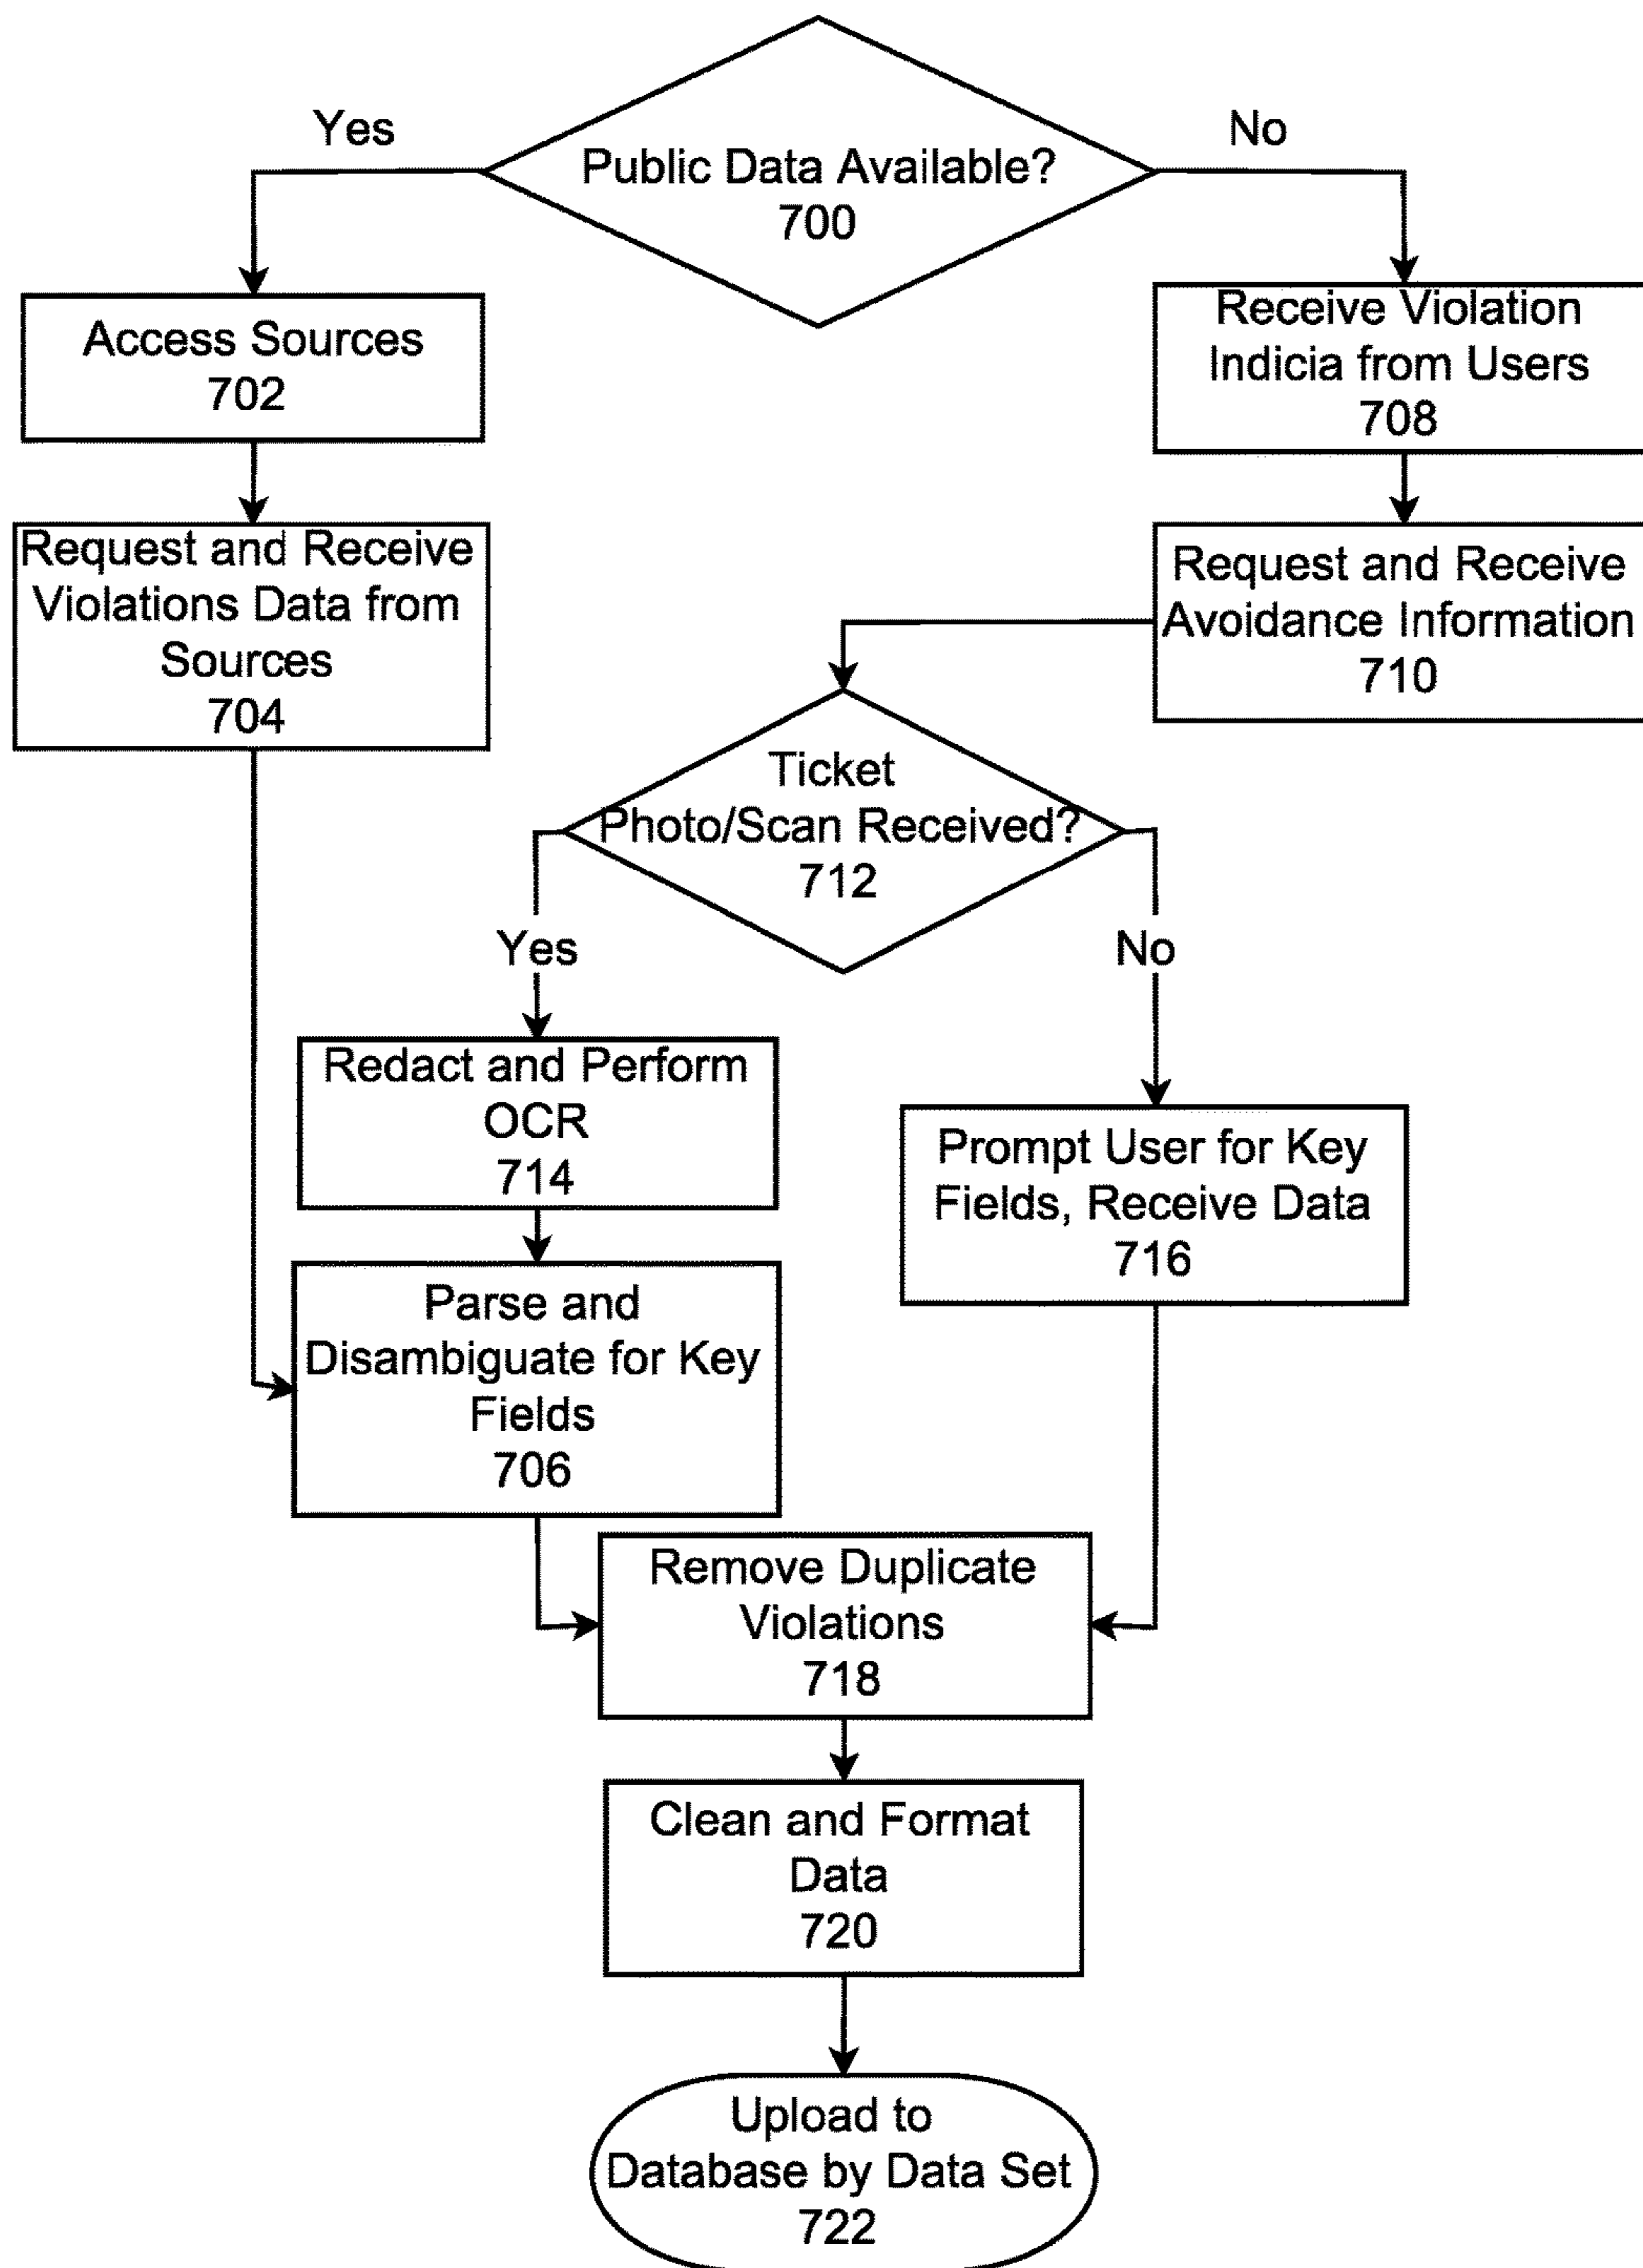 Yes
No
Public Data Available?
700
Access Sources
702
Receive Violation
Indicia from Users
708
Request and Receive
Violations Data from
Sources
704
Request and Receive
Avoidance Information
710
Ticket
Photo/Scan Received?
712
Yes
No
Redact and Perform
OCR
714
Prompt User for Key
Fields, Receive Data
716
Parse and
Disambiguate for Key
Fields
706
Remove Duplicate
Violations
718
Clean and Format
Data
720
Upload to
Database by Data Set
722